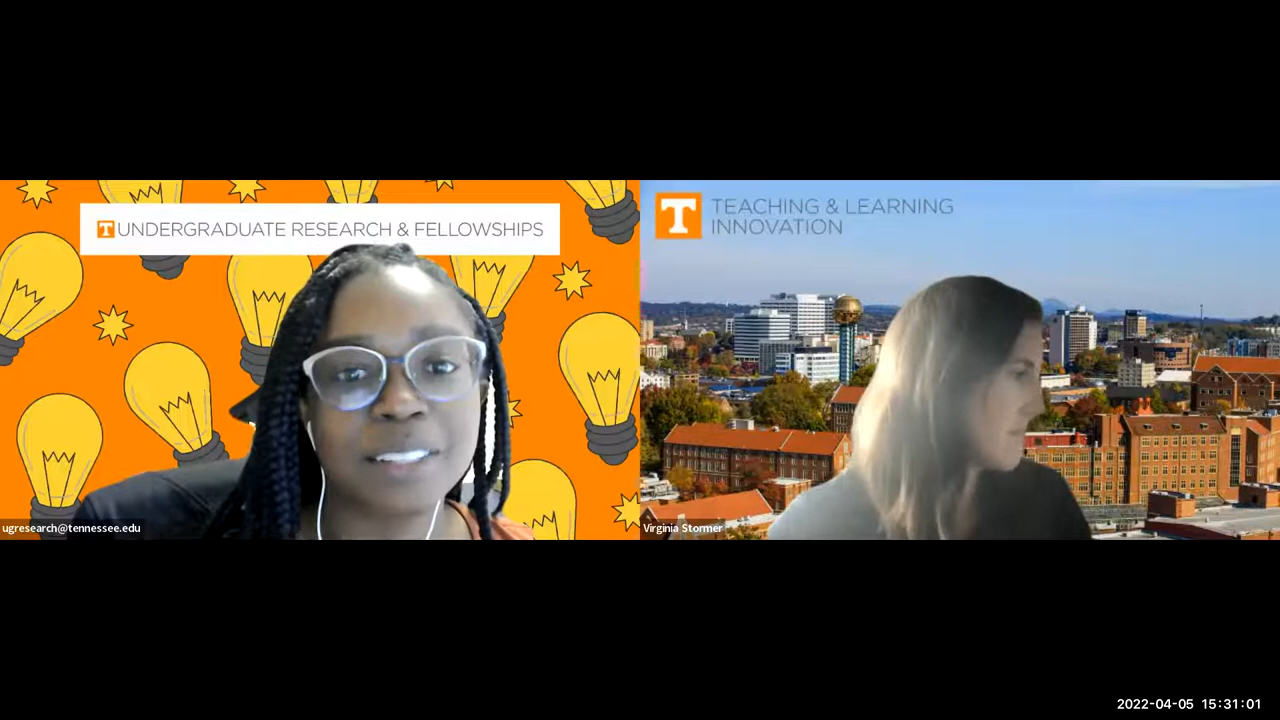 T UNDERGRADUATE RESEARCH & FELLOWSHIPS
T TEACHING & LEARNING
INNOVATION
ugresearch@tennessee.edu
Virginia Stormer
2022-04-05 15:31:01